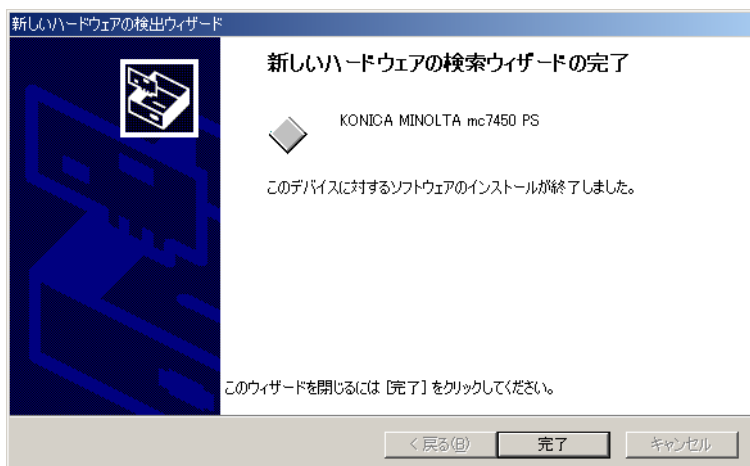 新しいハードウェアの検出ウィザード
新しいハードウェアの検索ウィザードの完了
KONICA MINOLTA mc7450 PS
このデバイスに対するソフトウェアのインストールが終了しました。
このウィザードを閉じるには [完了] をクリックしてください。
< 戻る(B)
完了
キャンセル